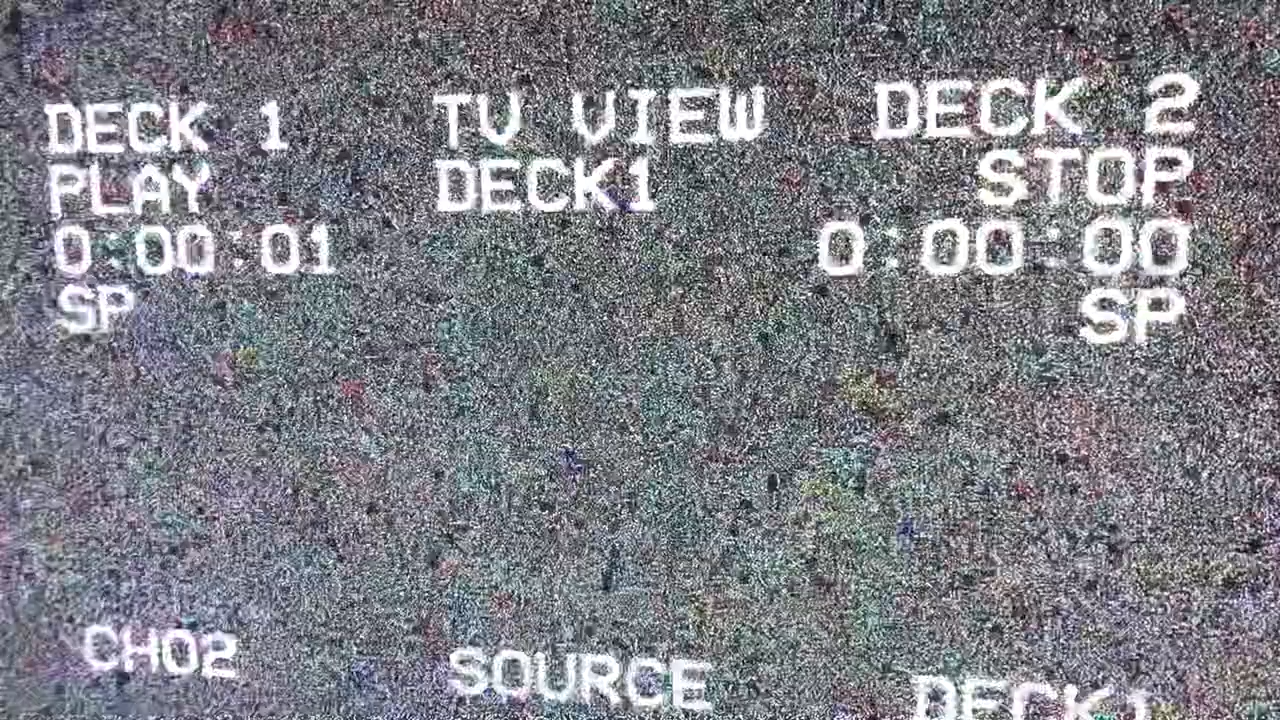 DECK 1 TV VIEW DECK 2
PLAY DECK1 STOP
0:00:01 0:00:00
SP SP
CH02 SOURCE DECK1